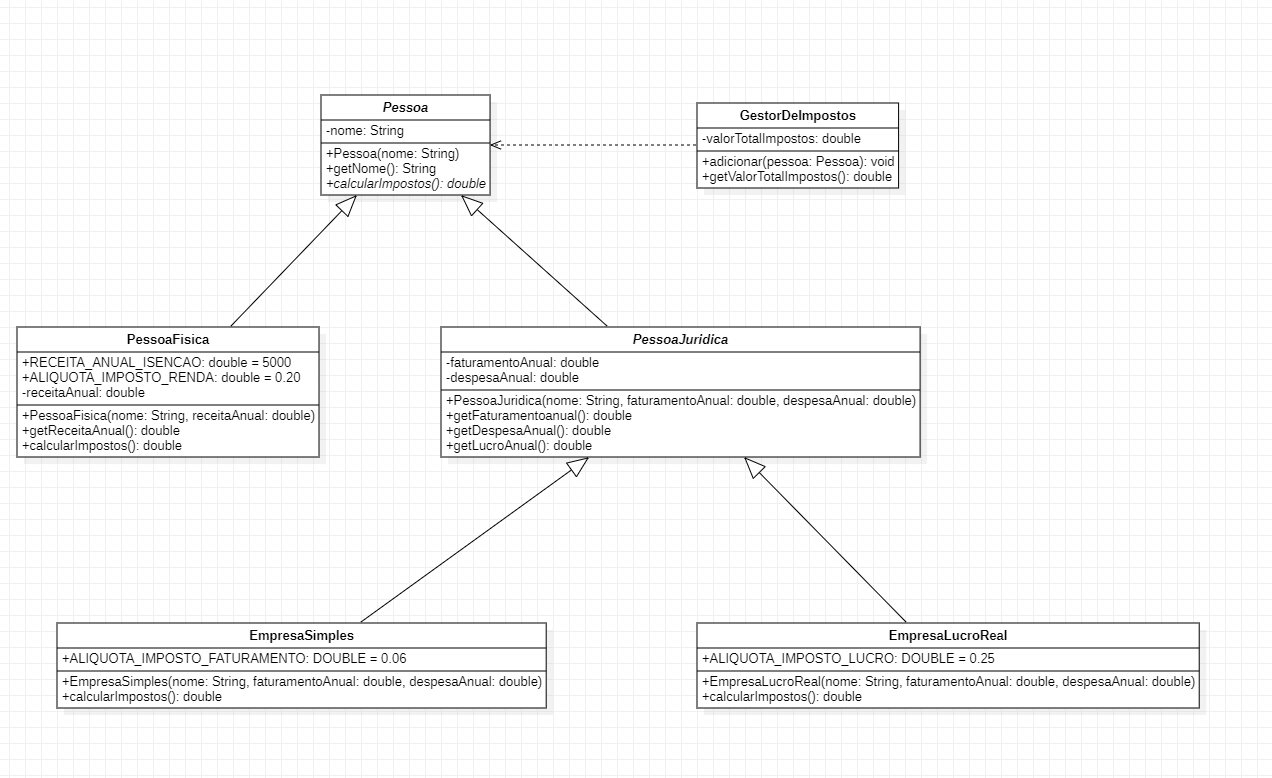 Pessoa
-nome: String
+Pessoa(nome: String)
+getNome(): String
+calcularImpostos(): double
GestorDeImpostos
-valorTotalImpostos: double
+adicionar(pessoa: Pessoa): void
+getValorTotalImpostos(): double
PessoaFisica
+RECEITA_ANUAL_ISENCAO: double = 5000
+ALIQUOTA_IMPOSTO_RENDA: double = 0.20
-receitaAnual: double
+PessoaFisica(nome: String, receitaAnual: double)
+getReceitaAnual(): double
+calcularImpostos(): double
PessoaJuridica
-faturamentoAnual: double
-despesaAnual: double
+PessoaJuridica(nome: String, faturamentoAnual: double, despesaAnual: double)
+getFaturamentoanual(): double
+getDespesaAnual(): double
+getLucroAnual(): double
EmpresaSimples
+ALIQUOTA_IMPOSTO_FATURAMENTO: DOUBLE = 0.06
+EmpresaSimples(nome: String, faturamentoAnual: double, despesaAnual: double)
+calcularImpostos(): double
EmpresaLucroReal
+ALIQUOTA_IMPOSTO_LUCRO: DOUBLE = 0.25
+EmpresaLucroReal(nome: String, faturamentoAnual: double, despesaAnual: double)
+calcularImpostos(): double